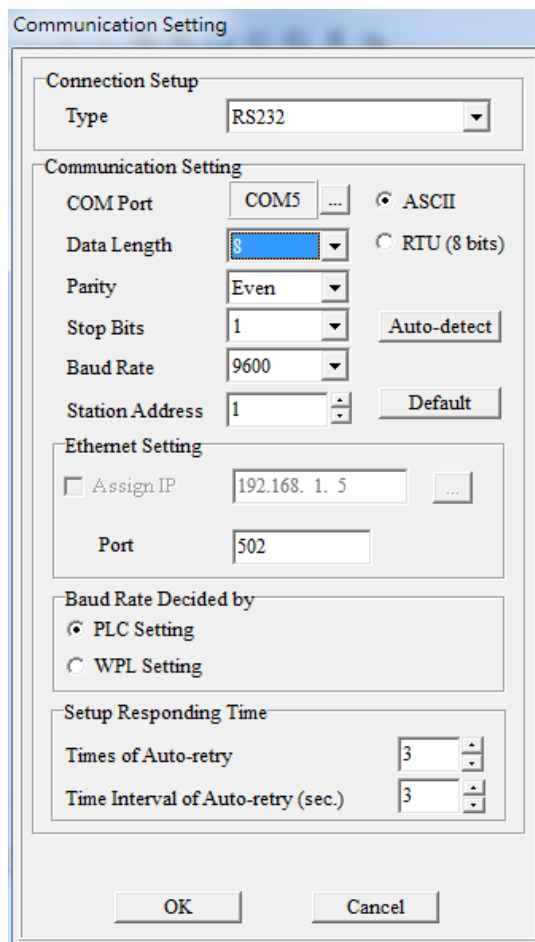 Communication Setting
Connection Setup
Type RS232
Communication Setting
COM Port COM5 ... ASCII
Data Length 8 RTU (8 bits)
Parity Even
Stop Bits 1 Auto-detect
Baud Rate 9600
Station Address 1 Default
Ethernet Setting
Assign IP 192.168. 1. 5 ...
Port 502
Baud Rate Decided by
PLC Setting
WPL Setting
Setup Responding Time
Times of Auto-retry 3
Time Interval of Auto-retry (sec.) 3
OK Cancel